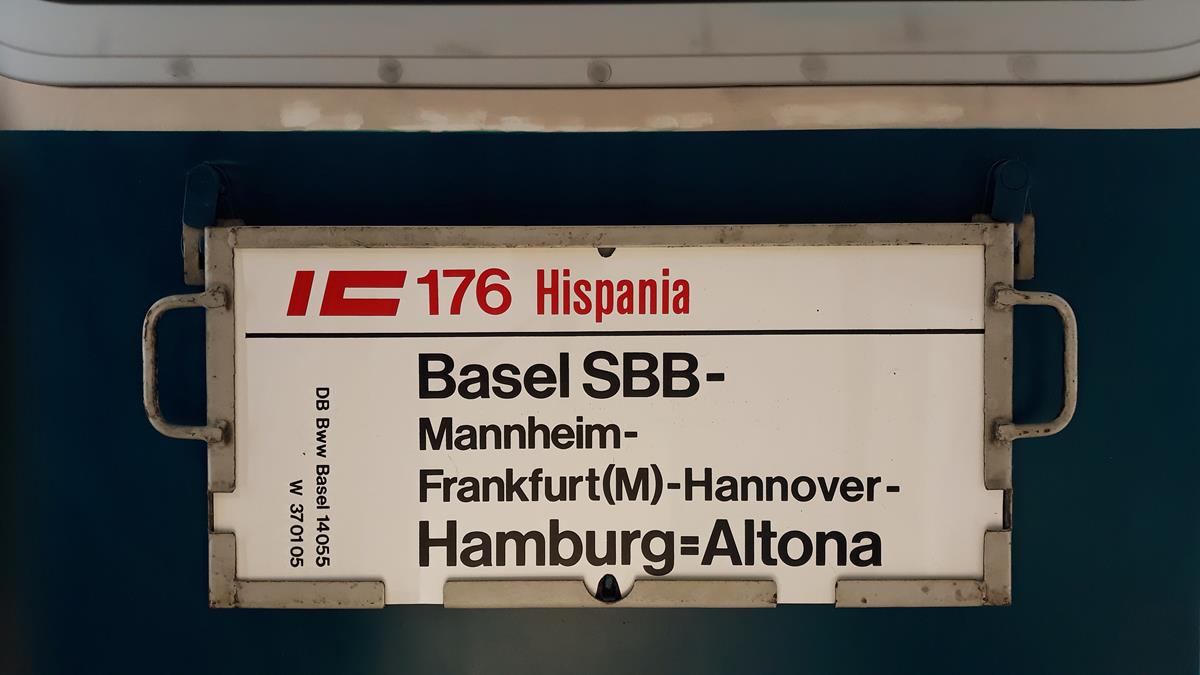 IC 176 Hispania
Basel SBB-
Mannheim-
Frankfurt(M)-Hannover-
Hamburg=Altona
DB Bww Basel 14055
W 370105